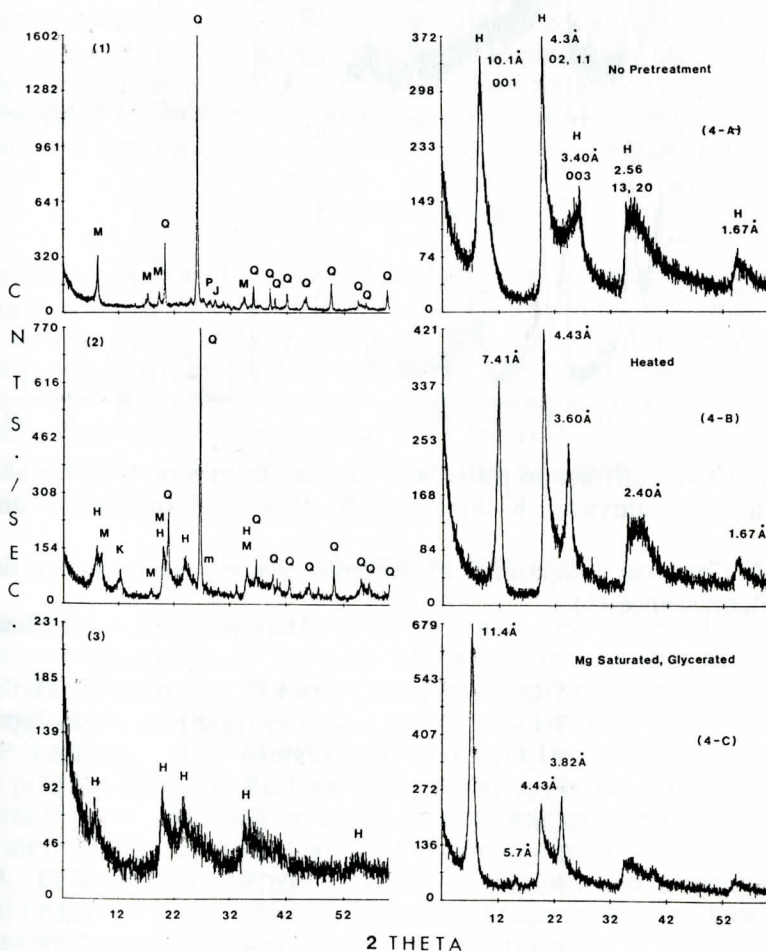 (1)
1602
1282
961
641
320
0
Q
M
M
M
Q
P
J
M
Q
Q
Q
Q
Q
Q
Q
Q
Q
(2)
770
616
462
308
154
0
Q
H
M
K
M
M
H
Q
H
m
H
M
Q
Q
Q
Q
Q
Q
Q
Q
Q
(3)
231
185
139
92
46
0
H
H
H
H
H
12 22 32 42 52
CNTS./SEC
372
298
233
149
74
0
H
10.1Å
001
H
4.3Å
02, 11
No Pretreatment
(4-A)
H
3.40Å
003
H
2.56
13, 20
H
1.67Å
421
337
253
168
84
0
7.41Å
4.43Å
Heated
3.60Å
(4-B)
2.40Å
1.67Å
679
543
407
272
136
0
11.4Å
Mg Saturated, Glycerated
3.82Å
(4-C)
4.43Å
5.7Å
12 22 32 42 52
2 THETA